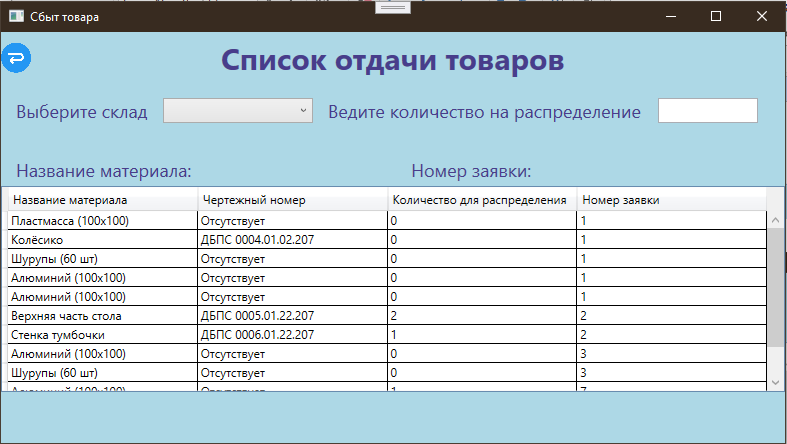 Сбыт товара
Список отдачи товаров
Выберите склад Ведите количество на распределение
Название материала: Номер заявки:
Название материала Чертежный номер Количество для распределения Номер заявки
Пластмасса (100x100) Отсутствует 0 1
Колёсико ДБПС 0004.01.02.207 0 1
Шурупы (60 шт) Отсутствует 0 1
Алюминий (100x100) Отсутствует 0 1
Алюминий (100x100) Отсутствует 0 1
Верхняя часть стола ДБПС 0005.01.22.207 2 2
Стенка тумбочки ДБПС 0006.01.22.207 1 2
Алюминий (100x100) Отсутствует 0 3
Шурупы (60 шт) Отсутствует 0 3
Алюминий (100x100) Отсутствует 1 7